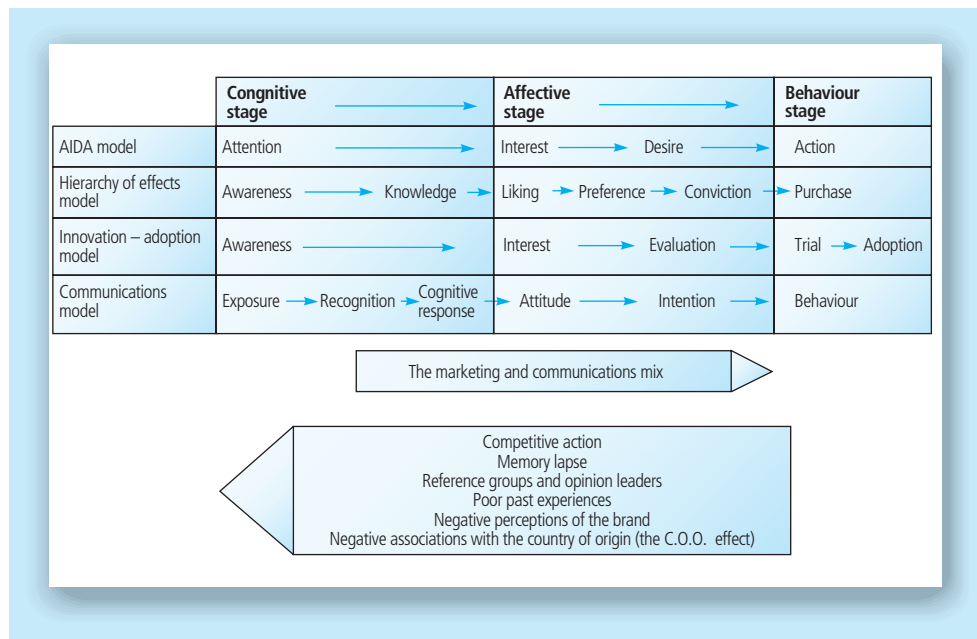 Congnitive stage
Affective stage
Behaviour stage
AIDA model
Attention
Interest
Desire
Action
Hierarchy of effects model
Awareness
Knowledge
Liking
Preference
Conviction
Purchase
Innovation – adoption model
Awareness
Interest
Evaluation
Trial
Adoption
Communications model
Exposure
Recognition
Cognitive response
Attitude
Intention
Behaviour
The marketing and communications mix
Competitive action
Memory lapse
Reference groups and opinion leaders
Poor past experiences
Negative perceptions of the brand
Negative associations with the country of origin (the C.O.O. effect)